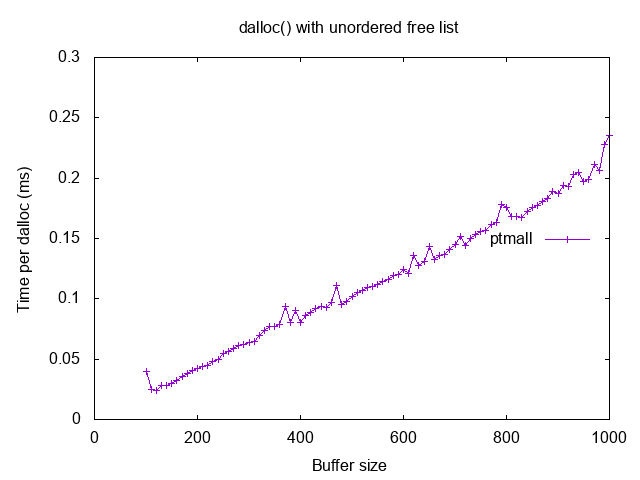 dalloc() with unordered free list
0.3
0.25
0.2
0.15
0.1
0.05
0
Time per dalloc (ms)
ptmall
0 200 400 600 800 1000
Buffer size